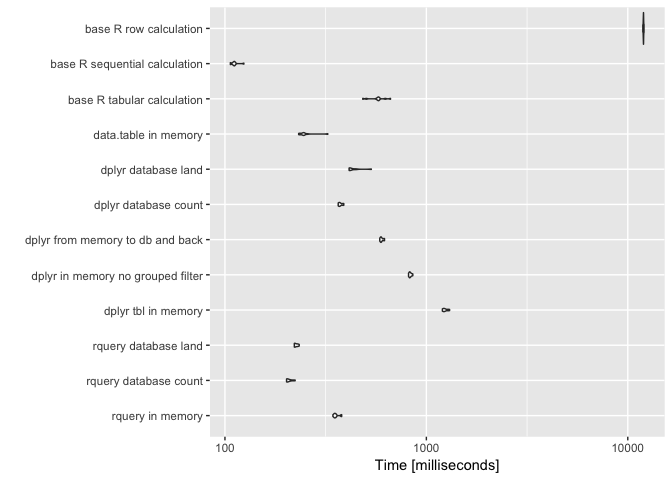 base R row calculation
base R sequential calculation
base R tabular calculation
data.table in memory
dplyr database land
dplyr database count
dplyr from memory to db and back
dplyr in memory no grouped filter
dplyr tbl in memory
rquery database land
rquery database count
rquery in memory
100 1000 10000
Time [milliseconds]